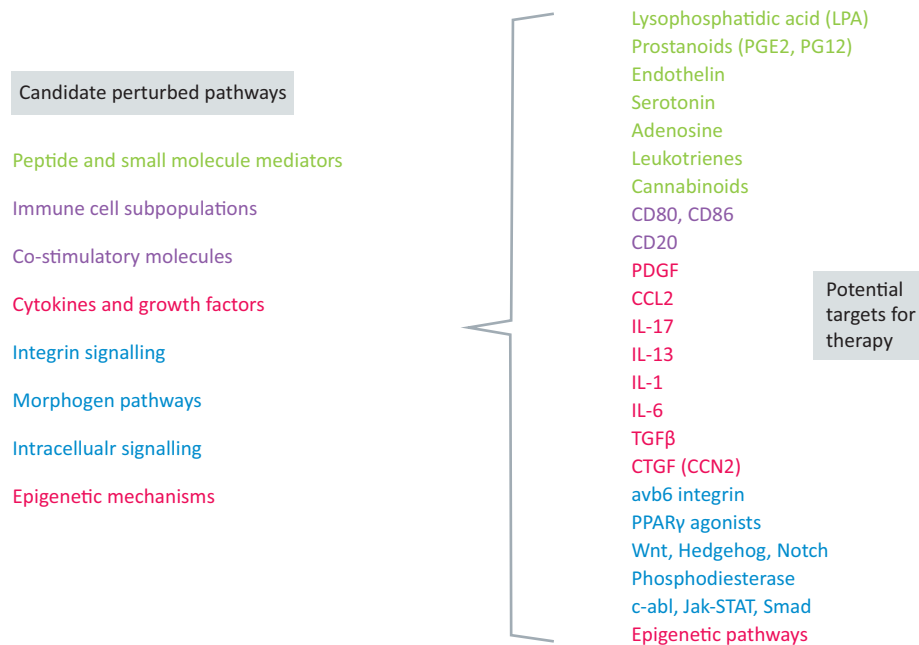 Candidate perturbed pathways
Peptide and small molecule mediators
Immune cell subpopulations
Co-stimulatory molecules
Cytokines and growth factors
Integrin signalling
Morphogen pathways
Intracellualr signalling
Epigenetic mechanisms
Lysophosphatidic acid (LPA)
Prostanoids (PGE2, PG12)
Endothelin
Serotonin
Adenosine
Leukotrienes
Cannabinoids
CD80, CD86
CD20
PDGF
CCL2
IL-17
IL-13
IL-1
IL-6
TGFβ
CTGF (CCN2)
avb6 integrin
PPARγ agonists
Wnt, Hedgehog, Notch
Phosphodiesterase
c-abl, Jak-STAT, Smad
Epigenetic pathways
Potential
targets for
therapy